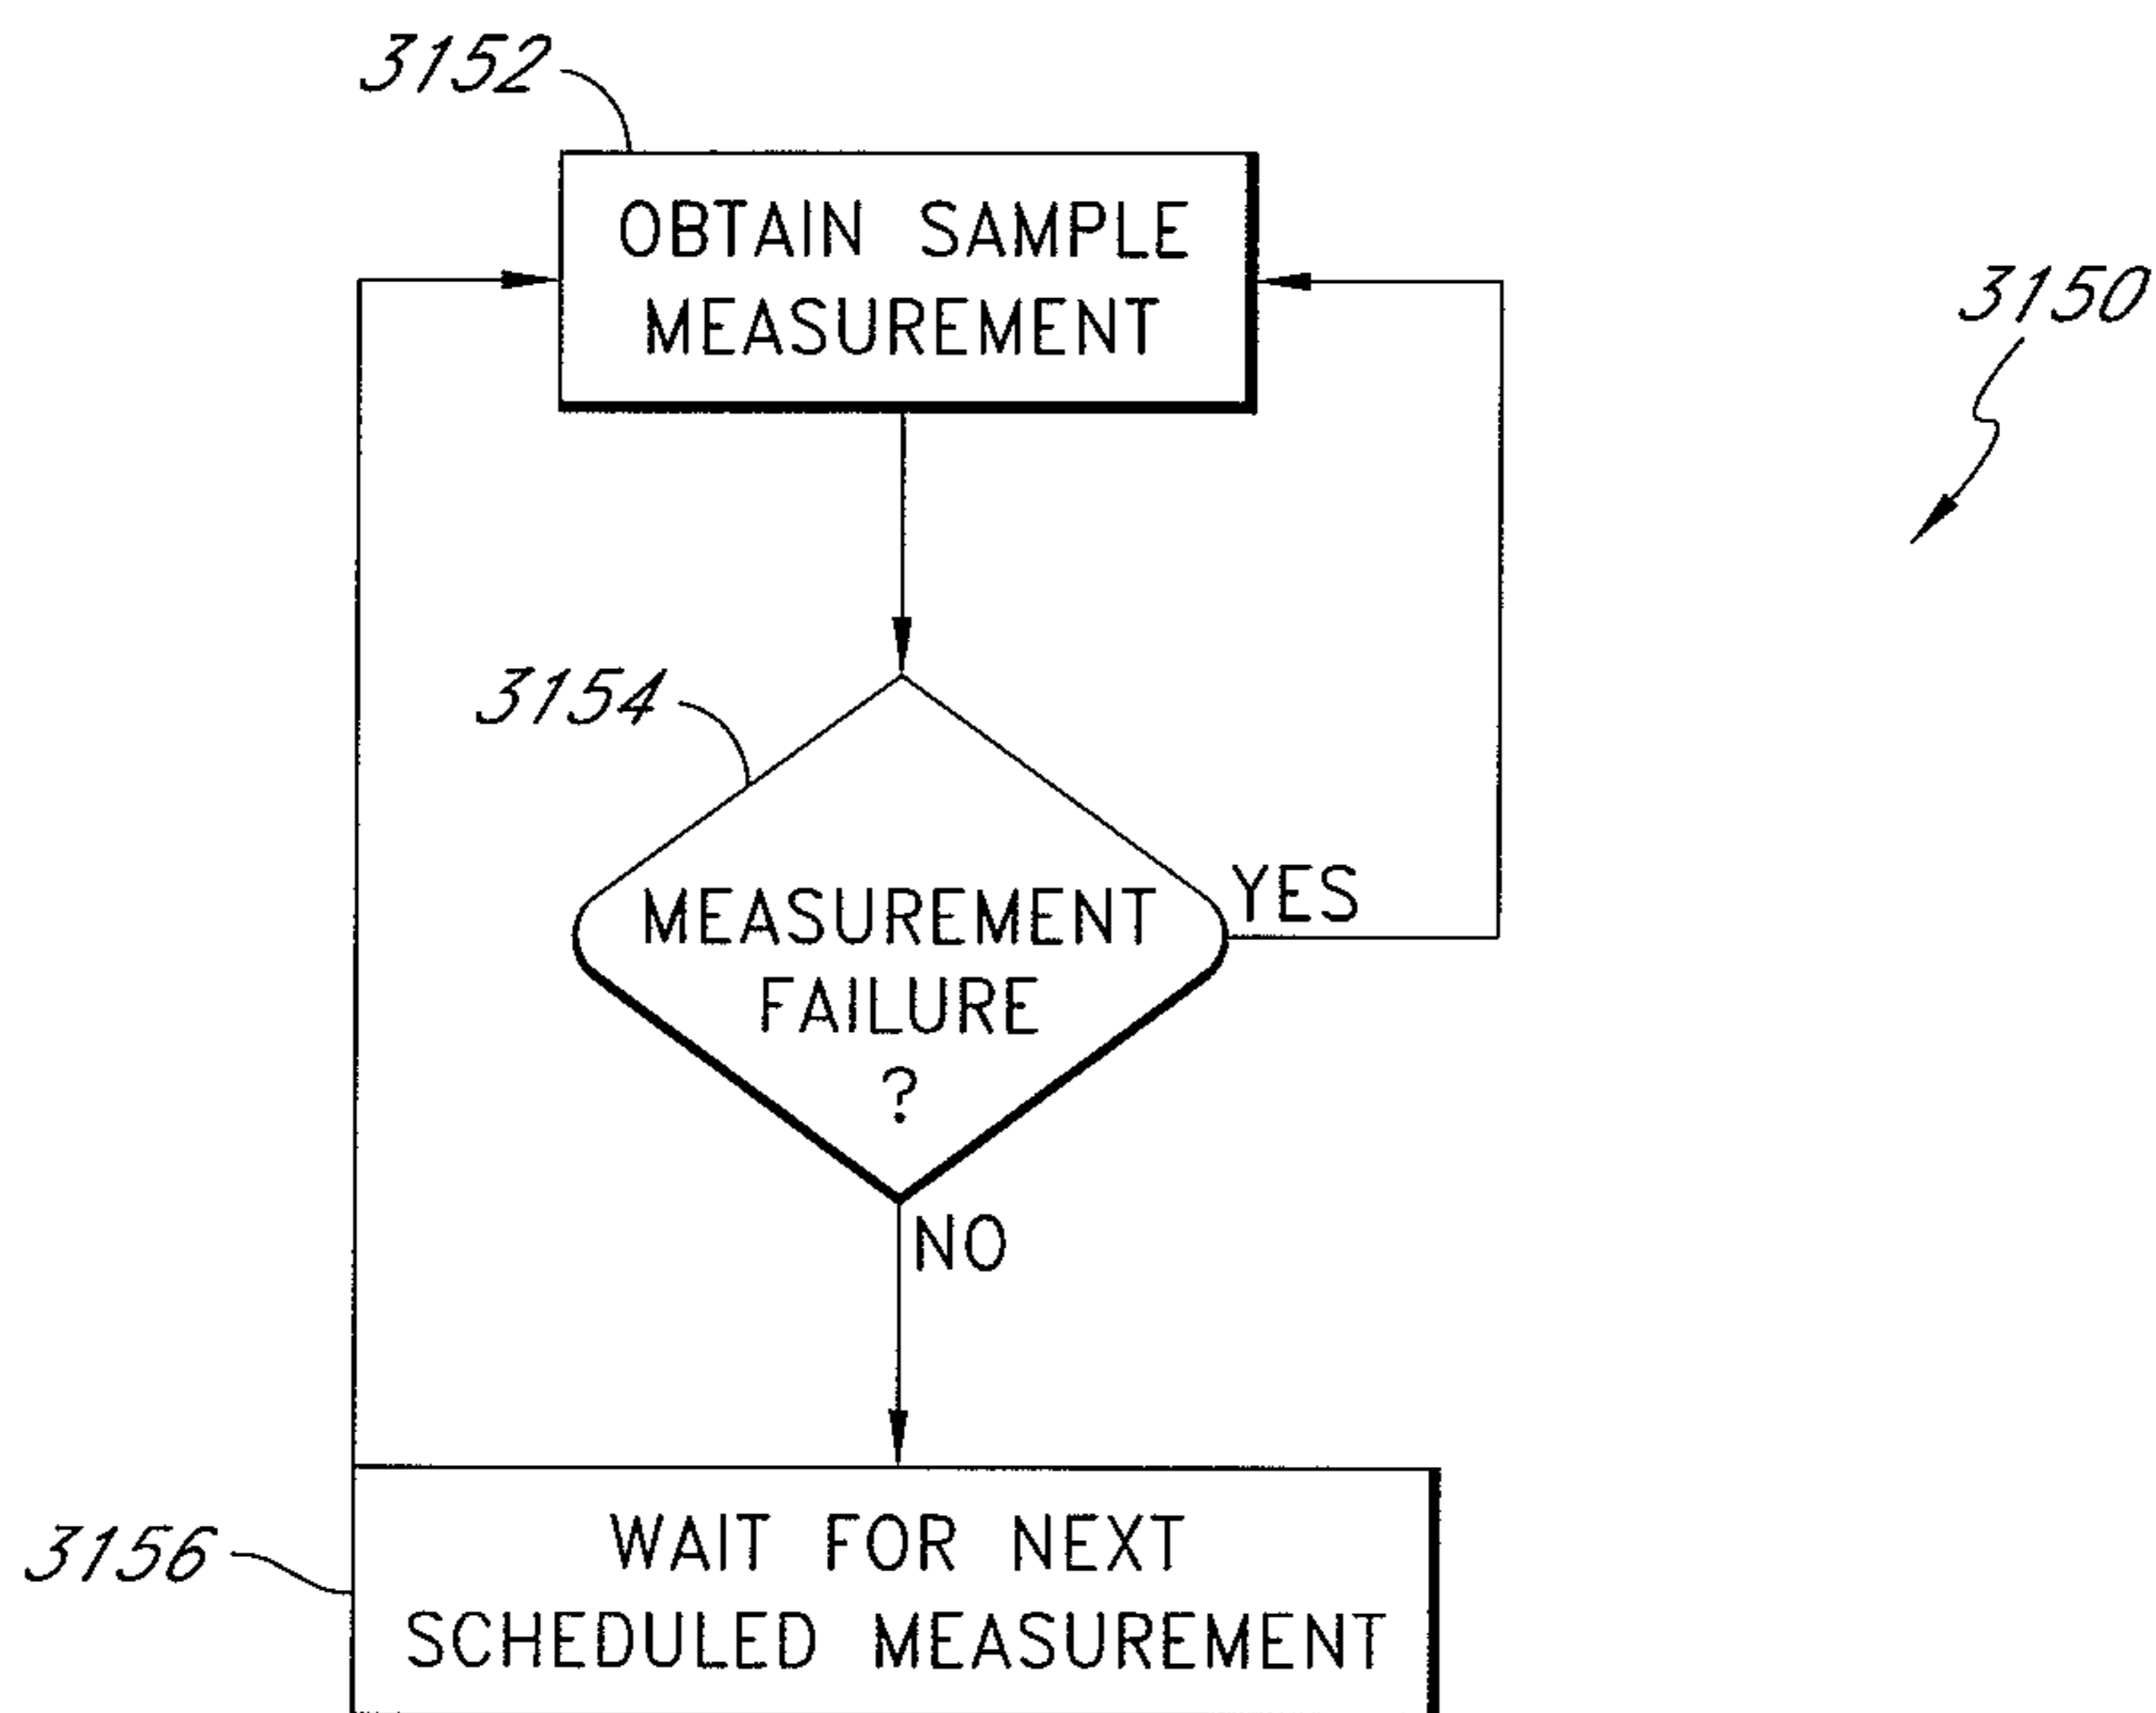 3152
OBTAIN SAMPLE
MEASUREMENT
3150
3154
MEASUREMENT
FAILURE
?
YES
NO
3156
WAIT FOR NEXT
SCHEDULED MEASUREMENT